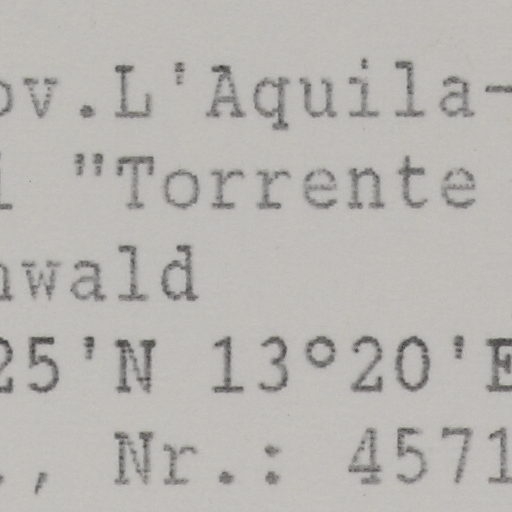 ov.L'Aquila-
"Torrente
nwald
25'N 13°20'E
., Nr.: 4571